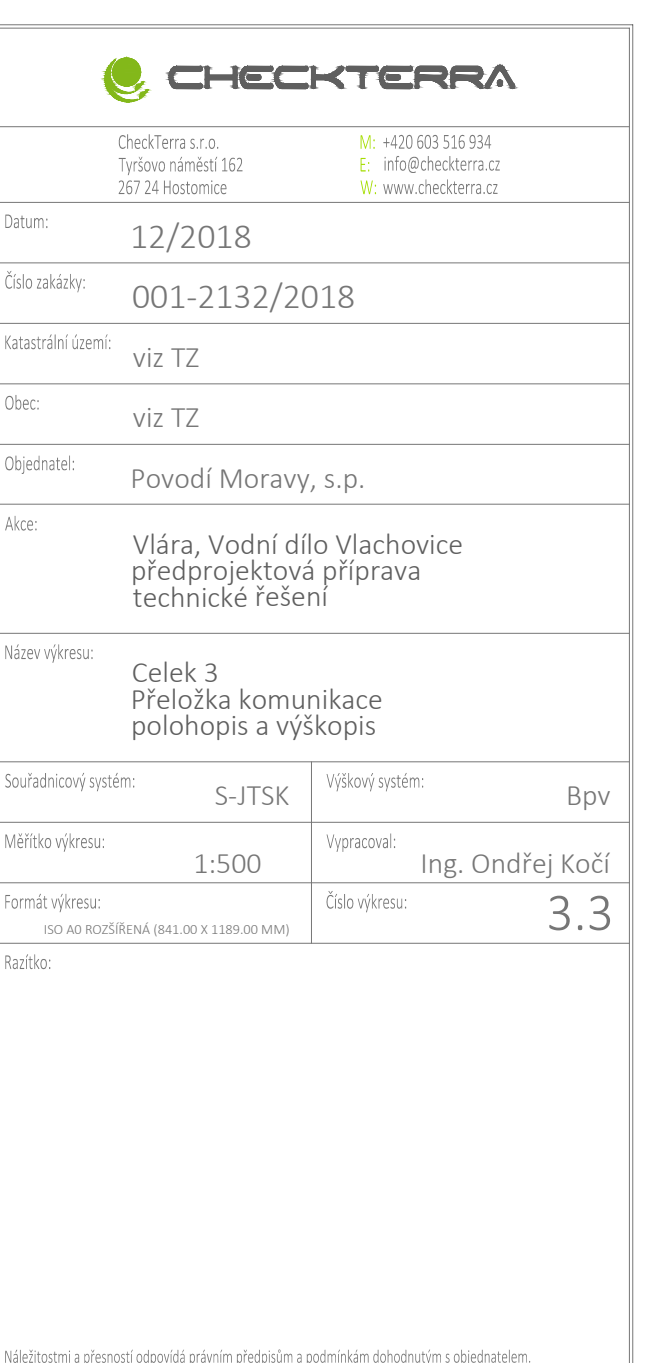 CHECKTERRA
CheckTerra s.r.o.
Tyršovo náměstí 162
267 24 Hostomice
M: +420 603 516 934
E: info@checkterra.cz
W: www.checkterra.cz
Datum: 12/2018
Číslo zakázky: 001-2132/2018
Katastrální území: viz TZ
Obec: viz TZ
Objednatel: Povodí Moravy, s.p.
Akce: Vlára, Vodní dílo Vlachovice
předprojektová příprava
technické řešení
Název výkresu: Celek 3
Přeložka komunikace
polohopis a výškopis
Souřadnicový systém: S-JTSK
Výškový systém: Bpv
Měřítko výkresu: 1:500
Vypracoval: Ing. Ondřej Kočí
Formát výkresu: ISO A0 ROZŠÍŘENÁ (841.00 X 1189.00 MM)
Číslo výkresu: 3.3
Razítko:
Náležitostmi a přesností odpovídá právním předpisům a podmínkám dohodnutým s objednatelem.